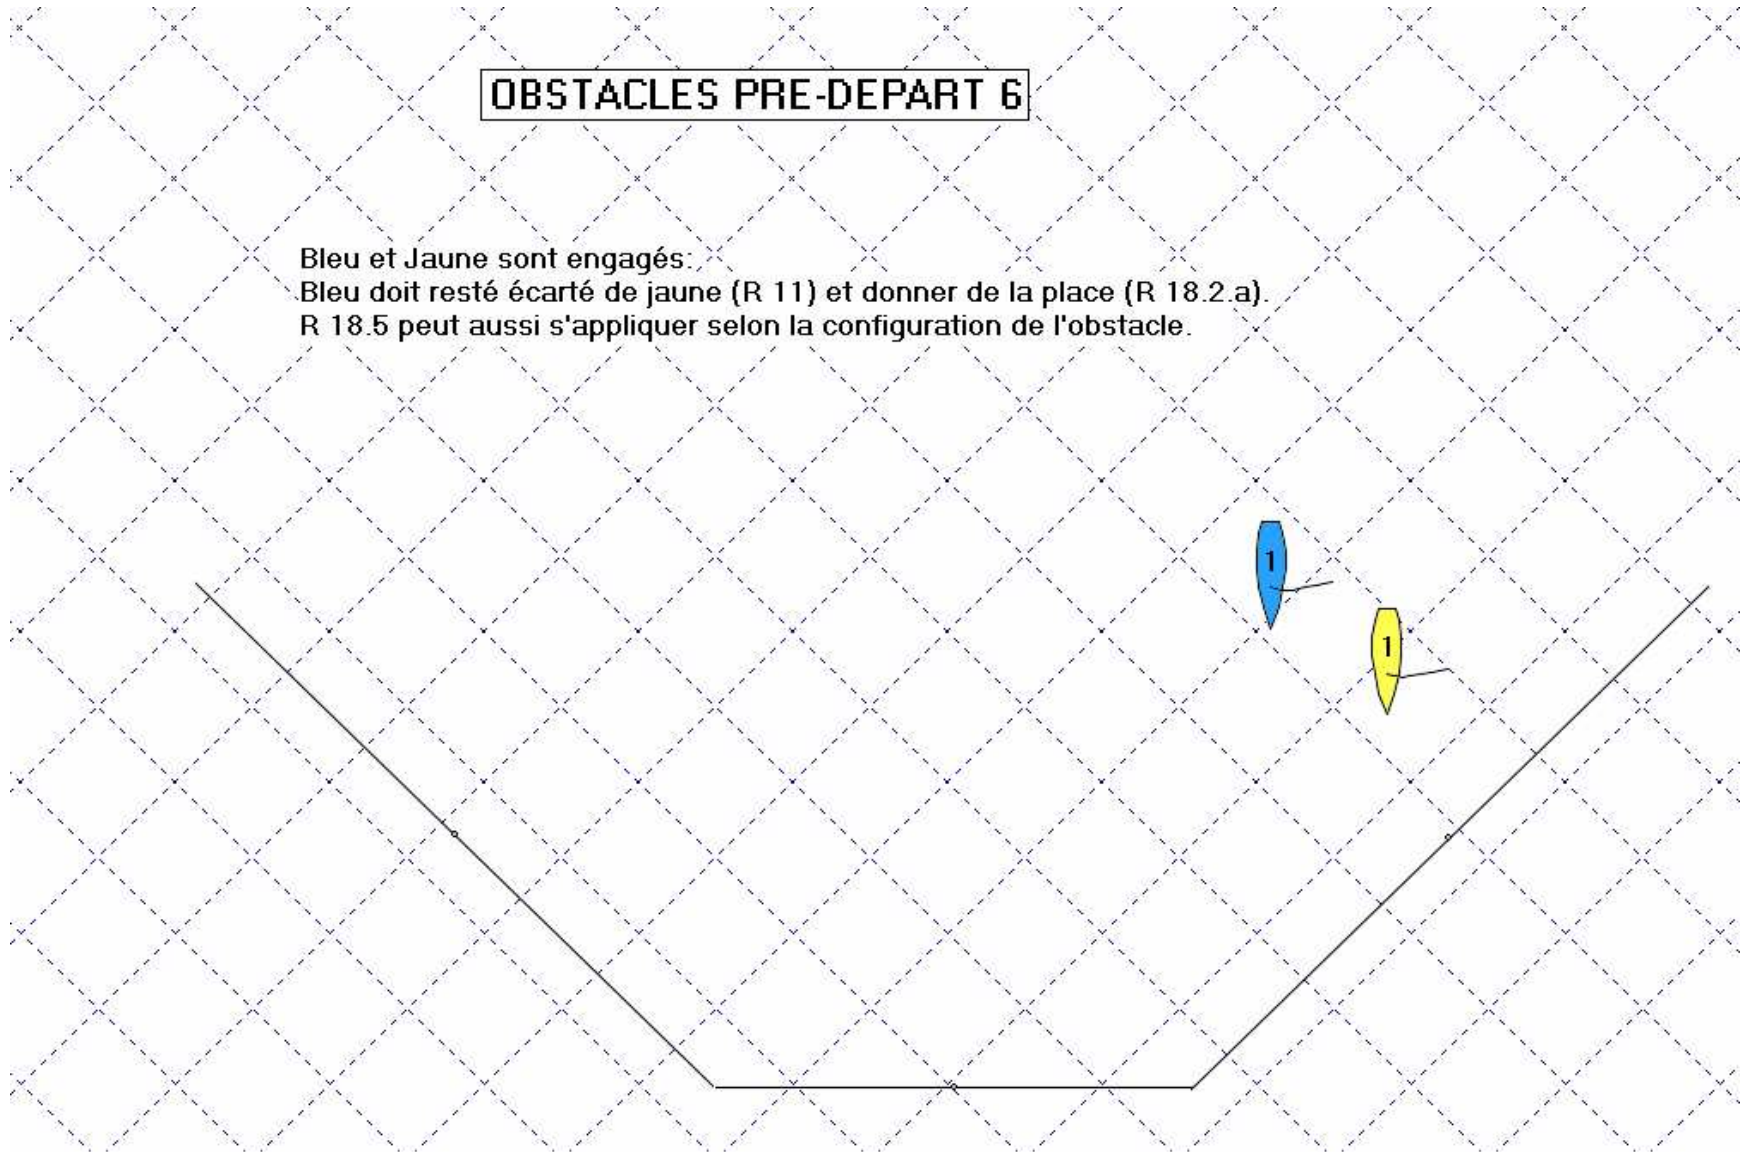 OBSTACLES PRE-DEPART 6
Bleu et Jaune sont engagés:
Bleu doit resté écarté de jaune (R 11) et donner de la place (R 18.2.a).
R 18.5 peut aussi s'appliquer selon la configuration de l'obstacle.
1
1